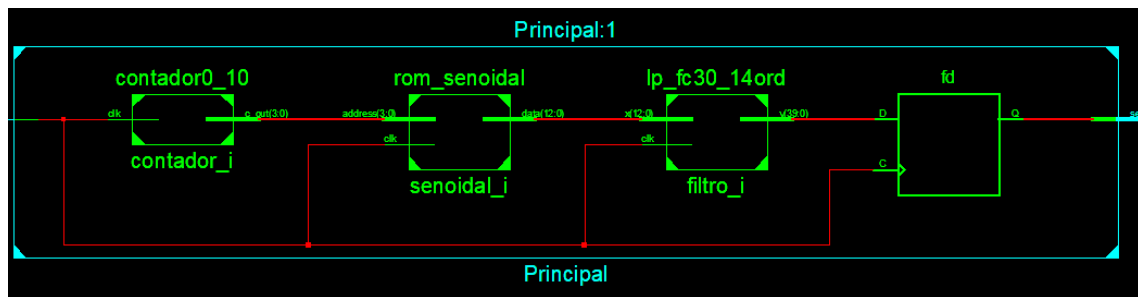 Principal:1
contador0_10
rom_senoidal
lp_fc30_14ord
fd
clk
c_out(3:0)
address(3:0)
data(12:0)
x(12:0)
y(39:0)
D
Q
clk
clk
C
contador_i
senoidal_i
filtro_i
Principal